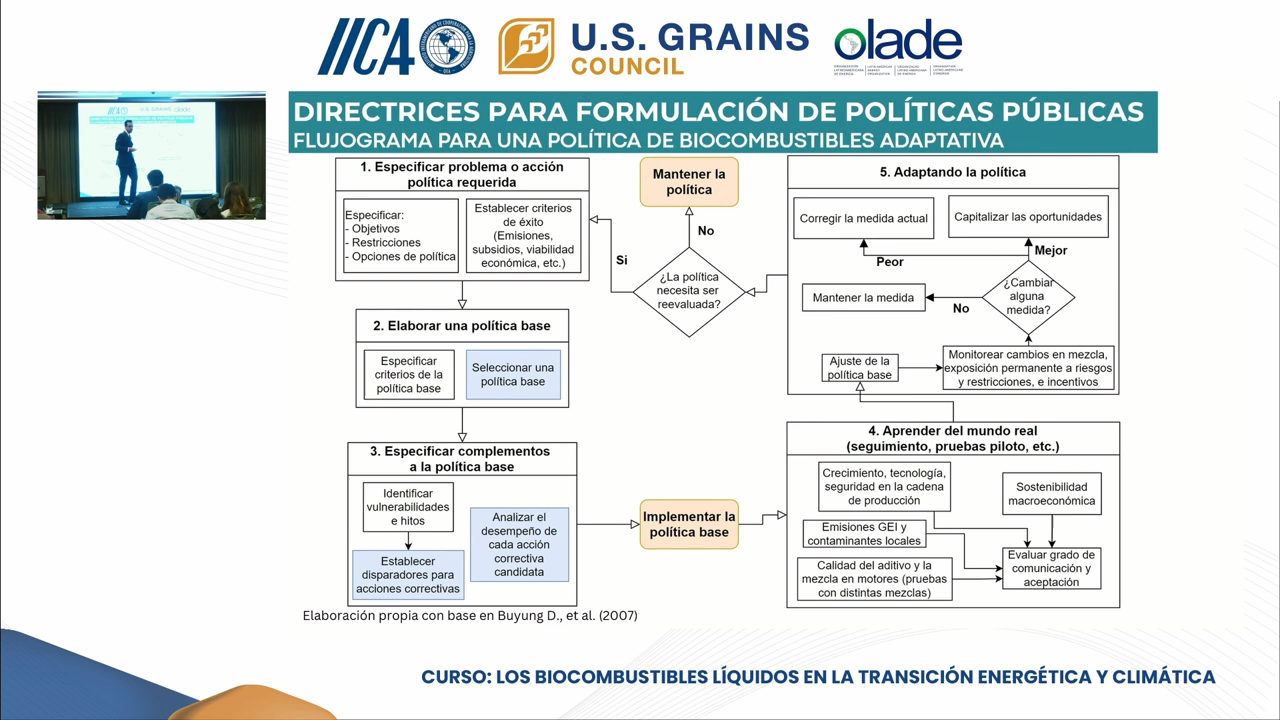 IICA
U.S. GRAINS
COUNCIL
olade
DIRECTRICES PARA FORMULACIÓN DE POLÍTICAS PÚBLICAS
FLUJOGRAMA PARA UNA POLÍTICA DE BIOCOMBUSTIBLES ADAPTATIVA
1. Especificar problema o acción
política requerida
Especificar:
- Objetivos
- Restricciones
- Opciones de política
Establecer criterios
de éxito
(Emisiones,
subsidios, viabilidad
económica, etc.)
2. Elaborar una política base
Especificar
criterios de la
política base
Seleccionar una
política base
3. Especificar complementos
a la política base
Identificar
vulnerabilidades
e hitos
Establecer
disparadores para
acciones correctivas
Analizar el
desempeño de
cada acción
correctiva
candidata
Mantener la
política
No
Si
¿La política
necesita ser
reevaluada?
Implementar la
política base
5. Adaptando la política
Corregir la medida actual
Capitalizar las oportunidades
Peor
Mejor
Mantener la medida
No
¿Cambiar
alguna
medida?
Ajuste de la
política base
Monitorear cambios en mezcla,
exposición permanente a riesgos
y restricciones, e incentivos
4. Aprender del mundo real
(seguimiento, pruebas piloto, etc.)
Crecimiento, tecnología,
seguridad en la cadena
de producción
Sostenibilidad
macroeconómica
Emisiones GEI y
contaminantes locales
Evaluar grado de
comunicación y
aceptación
Calidad del aditivo y la
mezcla en motores (pruebas
con distintas mezclas)
Elaboración propia con base en Buyung D., et al. (2007)
CURSO: LOS BIOCOMBUSTIBLES LÍQUIDOS EN LA TRANSICIÓN ENERGÉTICA Y CLIMÁTICA